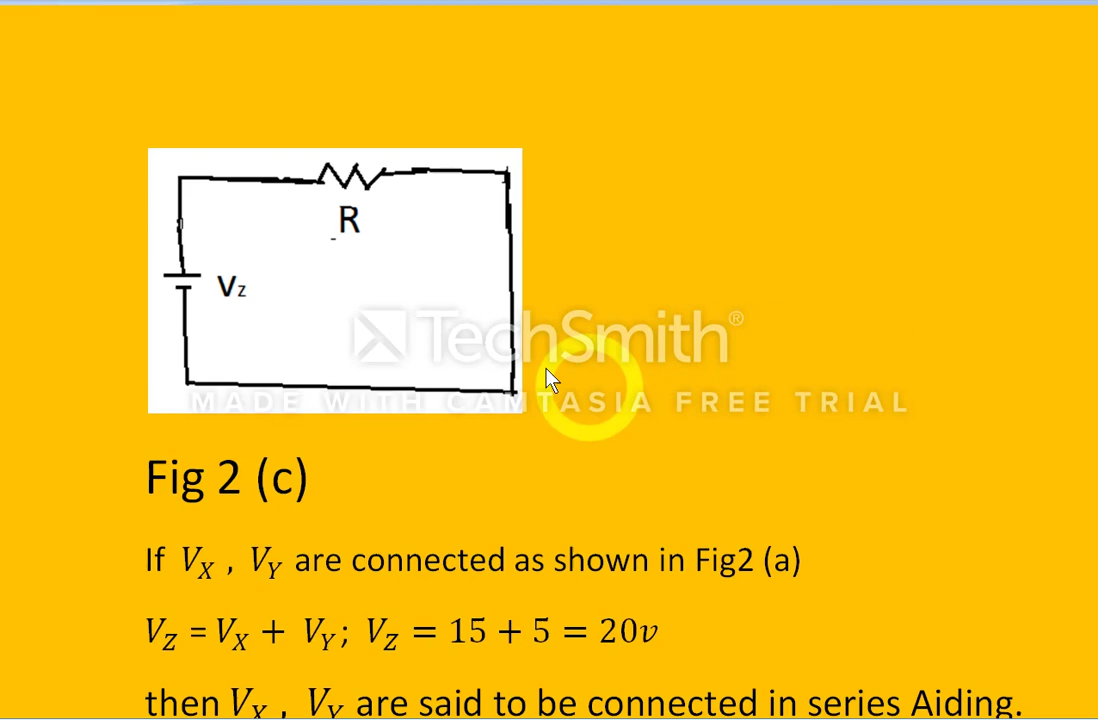 R
Vz
TechSmith®
MADE WITH CAMTASIA FREE TRIAL
Fig 2 (c)
If V_X , V_Y are connected as shown in Fig2 (a)
V_Z = V_X + V_Y; V_Z = 15 + 5 = 20v
then V_X , V_Y are said to be connected in series Aiding.